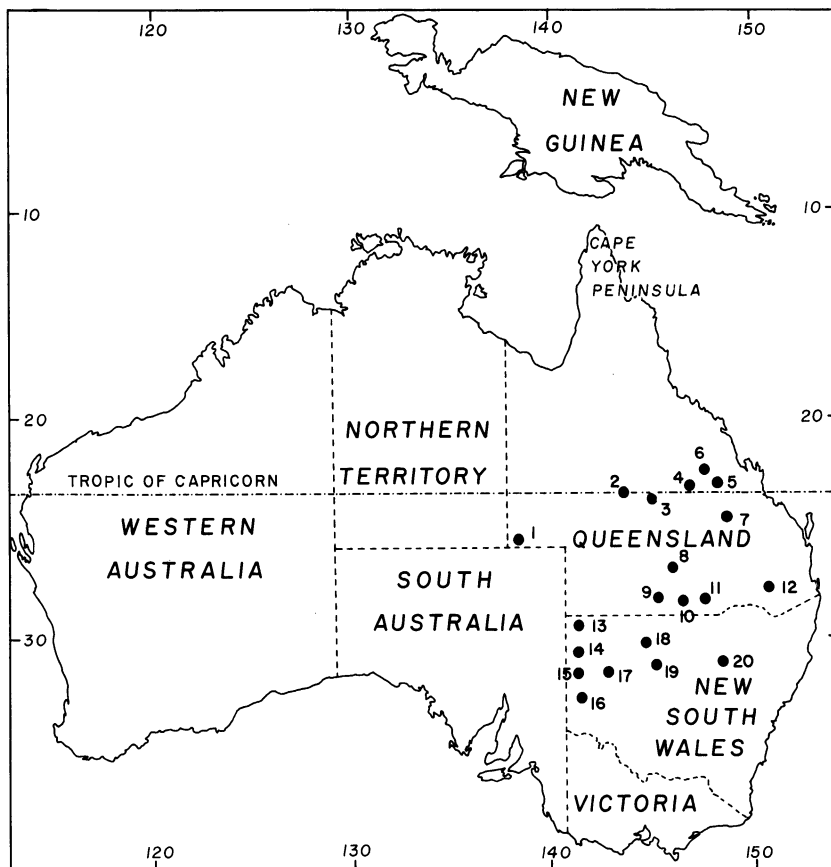 120 130 140 150
NEW
GUINEA
10 10
CAPE
YORK
PENINSULA
20 20
NORTHERN
TERRITORY
TROPIC OF CAPRICORN
6
2 4 5
3
7
WESTERN
AUSTRALIA
1
QUEENSLAND
8
SOUTH
AUSTRALIA
9 10 11 12
13
30 30
14 18
15 17 19 20
16
NEW
SOUTH
WALES
VICTORIA
120 130 140 150